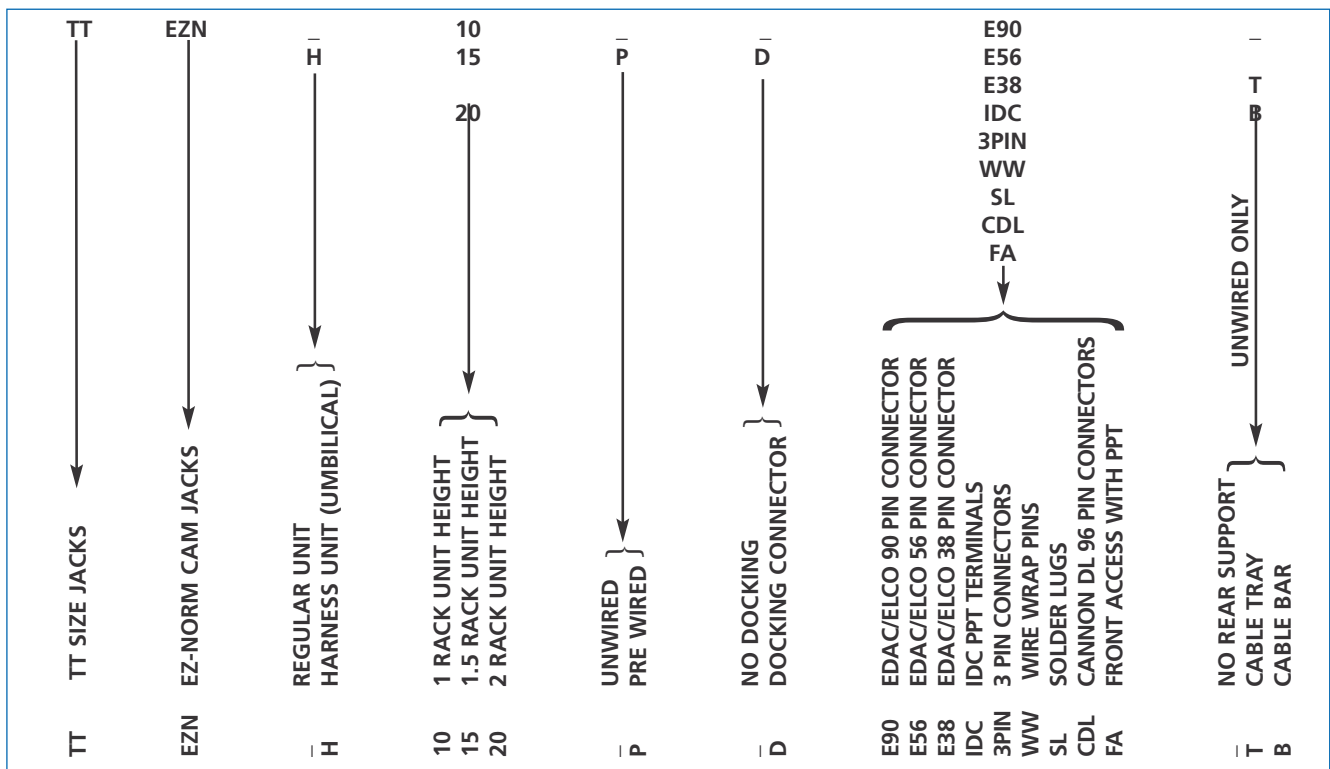 TT EZN _ 10 _ _ E90 _
H 15 P D E56
E38 T
20 IDC B
3PIN
WW
SL
CDL
FA
UNWIRED ONLY
TT TT SIZE JACKS
EZN EZ-NORM CAM JACKS
_ REGULAR UNIT
H HARNESS UNIT (UMBILICAL)
10 1 RACK UNIT HEIGHT
15 1.5 RACK UNIT HEIGHT
20 2 RACK UNIT HEIGHT
_ UNWIRED
P PRE WIRED
_ NO DOCKING
D DOCKING CONNECTOR
E90 EDAC/ELCO 90 PIN CONNECTOR
E56 EDAC/ELCO 56 PIN CONNECTOR
E38 EDAC/ELCO 38 PIN CONNECTOR
IDC IDC PPT TERMINALS
3PIN 3 PIN CONNECTORS
WW WIRE WRAP PINS
SL SOLDER LUGS
CDL CANNON DL 96 PIN CONNECTORS
FA FRONT ACCESS WITH PPT
_ NO REAR SUPPORT
T CABLE TRAY
B CABLE BAR